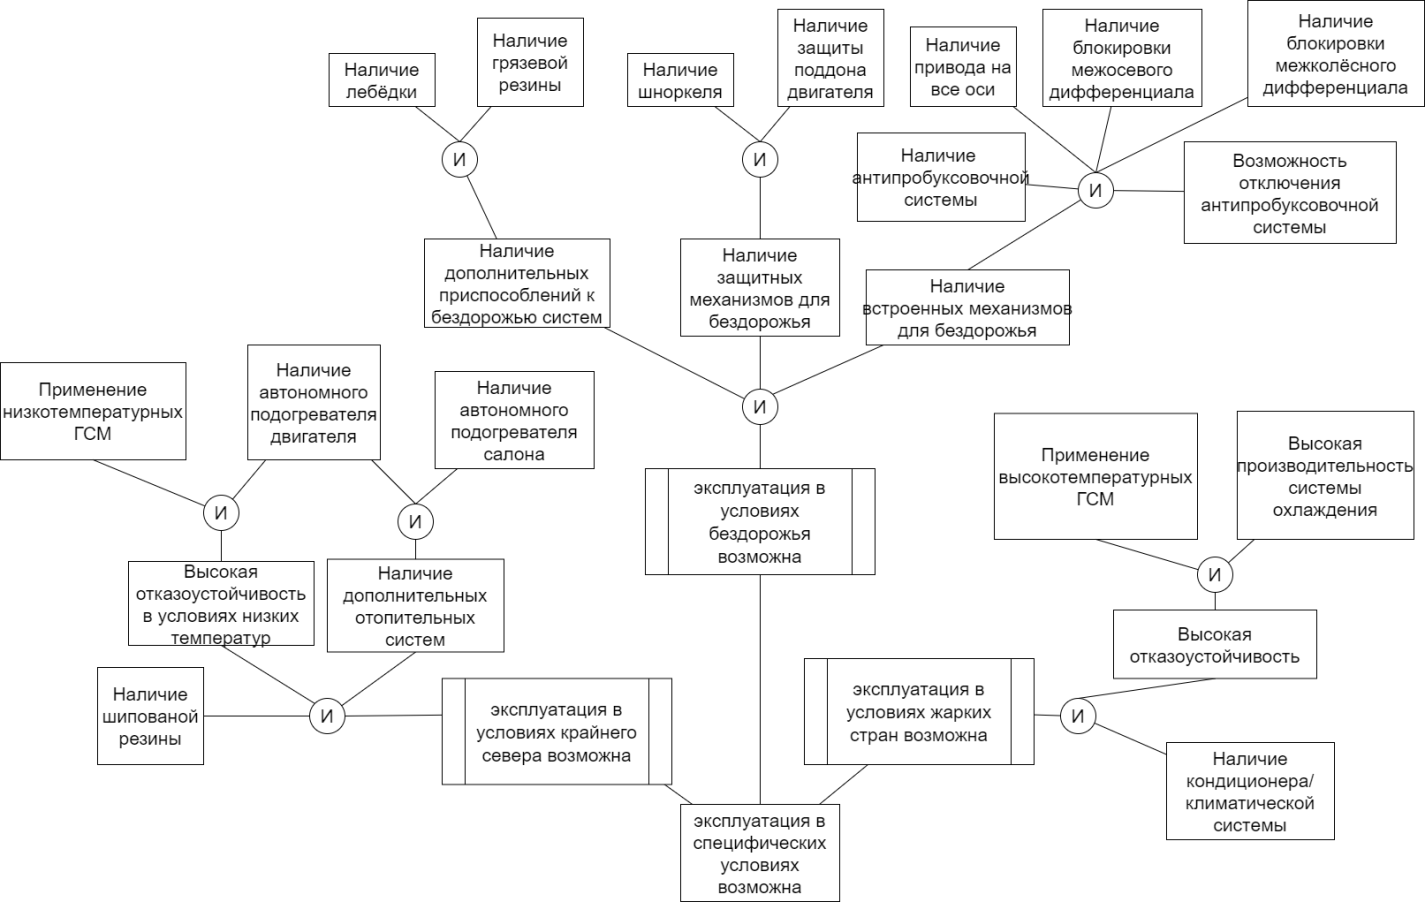 Наличие
лебёдки
Наличие
грязевой
резины
Наличие
шноркеля
Наличие
защиты
поддона
двигателя
Наличие
привода на
все оси
Наличие
блокировки
межосевого
дифференциала
Наличие
блокировки
межколёсного
дифференциала
И
И
Наличие
антипробуксовочной
системы
И
Возможность
отключения
антипробуксовочной
системы
Наличие
дополнительных
приспособлений к
бездорожью систем
Наличие
защитных
механизмов для
бездорожья
Наличие
встроенных механизмов
для бездорожья
И
Применение
низкотемпературных
ГСМ
Наличие
автономного
подогревателя
двигателя
Наличие
автономного
подогревателя
салона
И
И
эксплуатация в
условиях
бездорожья
возможна
Применение
высокотемпературных
ГСМ
Высокая
производительность
системы
охлаждения
И
Высокая
отказоустойчивость
в условиях низких
температур
Наличие
дополнительных
отопительных
систем
Высокая
отказоустойчивость
Наличие
шипованой
резины
И
эксплуатация в
условиях крайнего
севера возможна
эксплуатация в
условиях жарких
стран возможна
И
Наличие
кондиционера/
климатической
системы
эксплуатация в
специфических
условиях
возможна